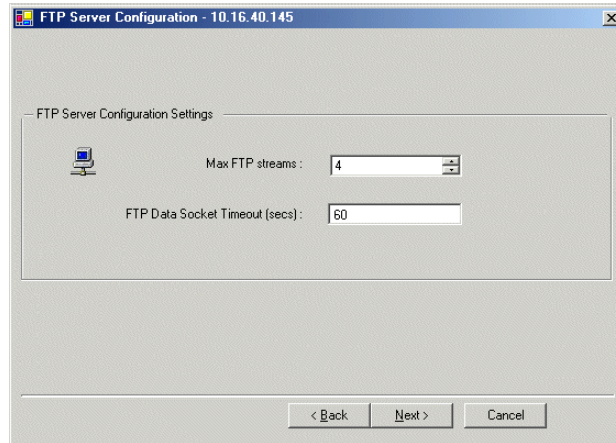 FTP Server Configuration - 10.16.40.145
FTP Server Configuration Settings
Max FTP streams : 4
FTP Data Socket Timeout (secs) : 60
< Back Next > Cancel